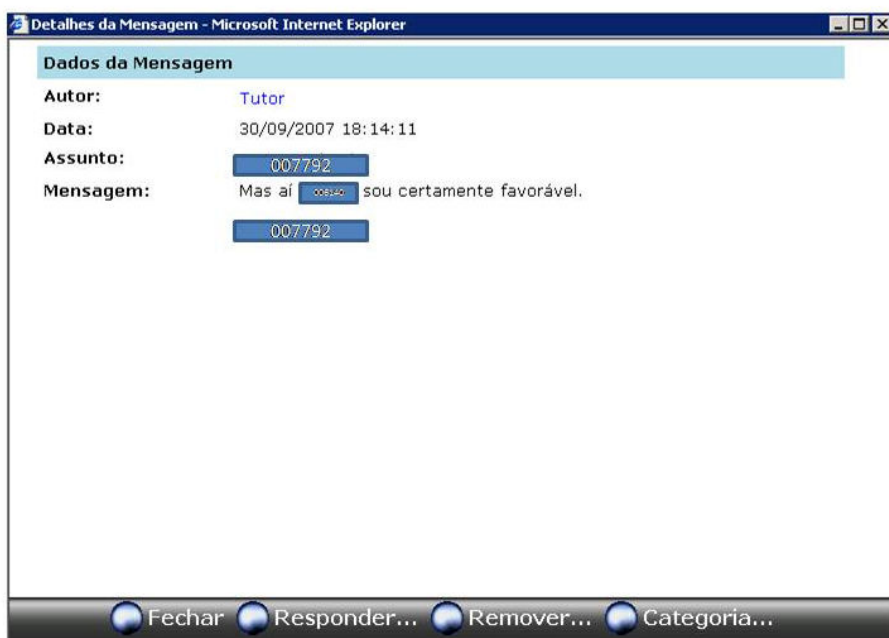 Detalhes da Mensagem - Microsoft Internet Explorer
Dados da Mensagem
Autor: Tutor
Data: 30/09/2007 18:14:11
Assunto: 007792
Mensagem: Mas aí sou certamente favorável.
007792
Fechar Responder... Remover... Categoria...